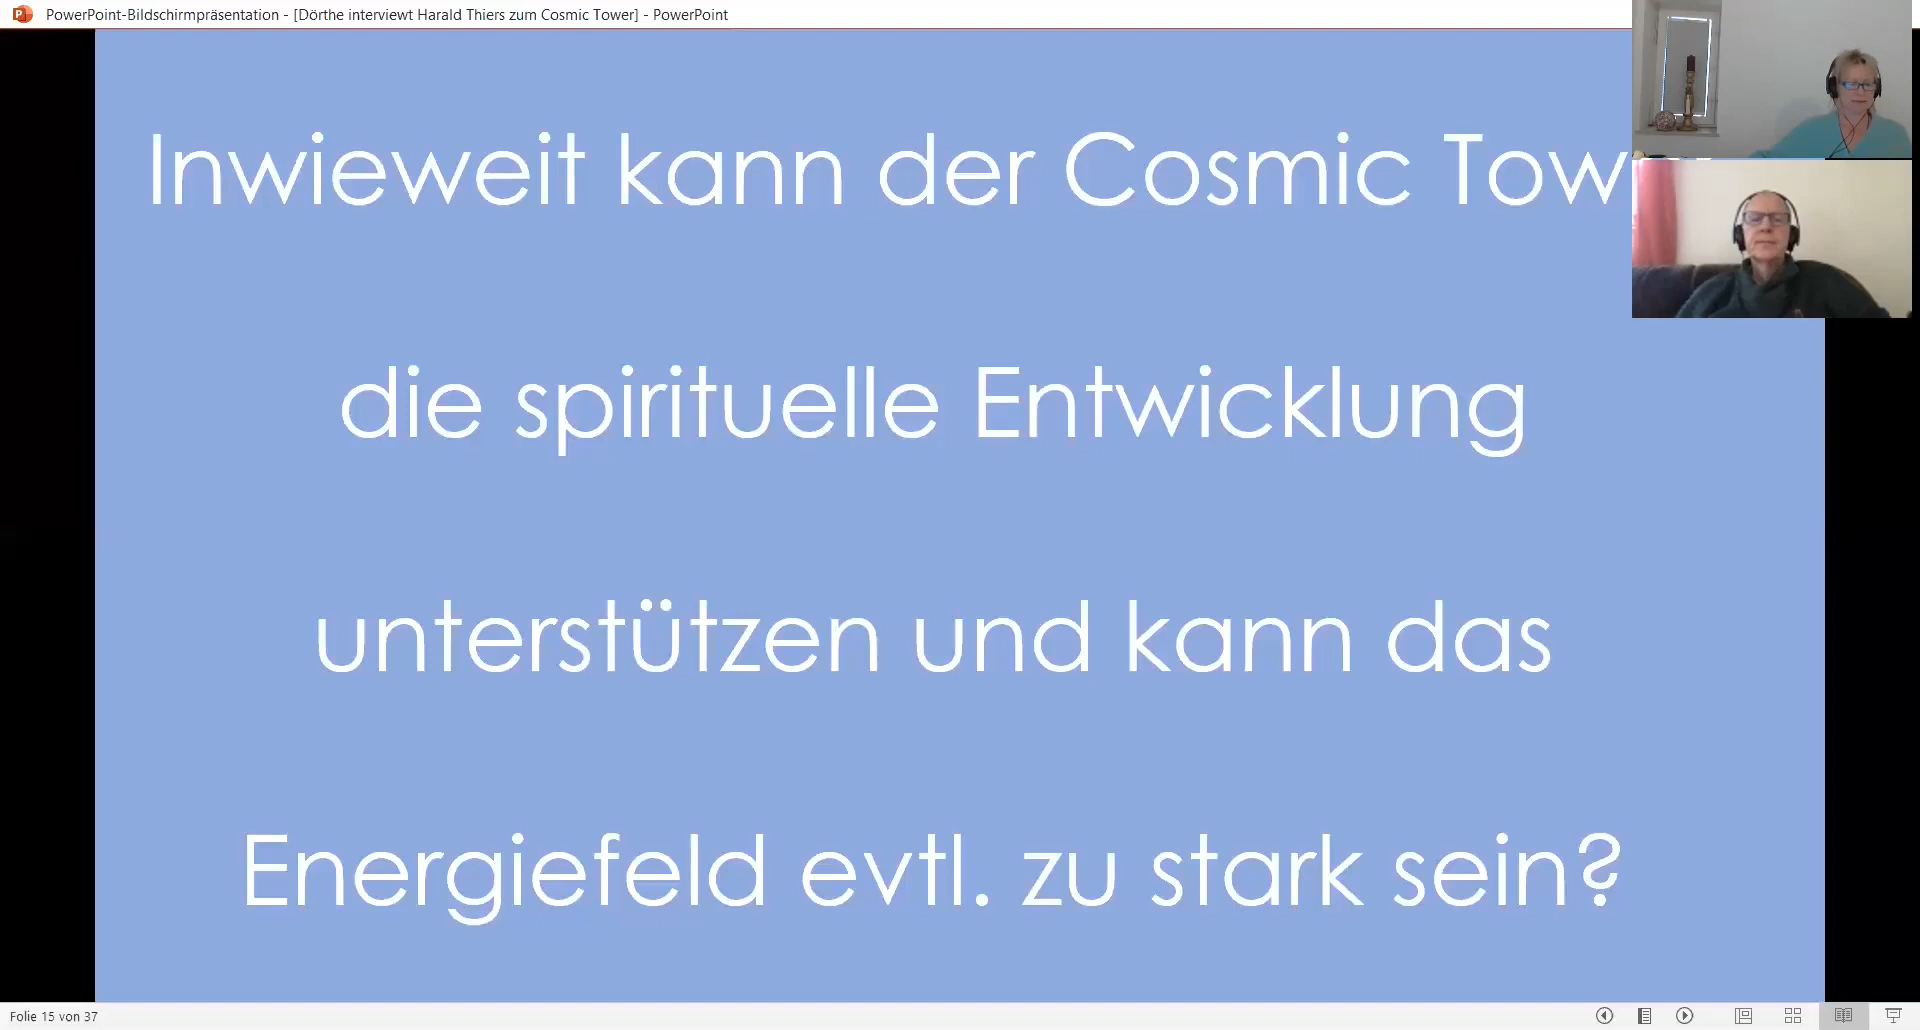 PowerPoint-Bildschirmpräsentation - [Dörthe interviewt Harald Thiers zum Cosmic Tower] - PowerPoint
Inwieweit kann der Cosmic Tow
die spirituelle Entwicklung
unterstützen und kann das
Energiefeld evtl. zu stark sein?
Folie 15 von 37